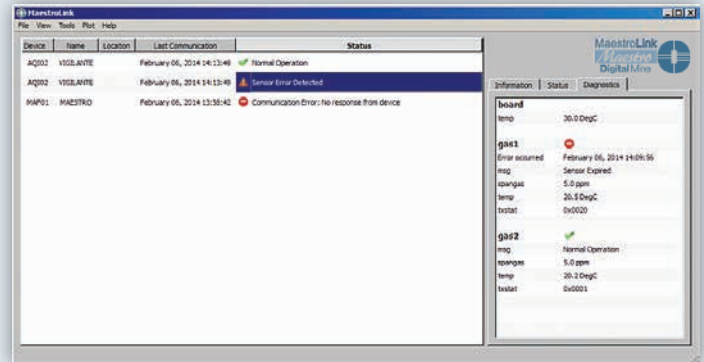 MaestroLink
File View Tools Plot Help
Device Name Location Last Communication Status
AQI02 VIGILANTE February 06, 2014 14:13:48 Normal Operation
AQI02 VIGILANTE February 06, 2014 14:13:45 Sensor Error Detected
MAF01 MAESTRO February 06, 2014 13:58:42 Communication Error: No response from device
MaestroLink
Maestro
Digital Mine
Information Status Diagnostics
board
temp 30.0 DegC
gas1
Error occurred February 06, 2014 14:09:56
msg Sensor Expired
spangas 5.0 ppm
temp 20.5 DegC
txstat 0x0020
gas2
msg Normal Operation
spangas 5.0 ppm
temp 20.2 DegC
txstat 0x0001